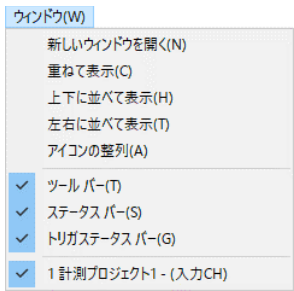 ウィンドウ(W)
新しいウィンドウを開く(N)
重ねて表示(C)
上下に並べて表示(H)
左右に並べて表示(T)
アイコンの整列(A)
ツール バー(T)
ステータス バー(S)
トリガステータス バー(G)
1 計測プロジェクト1 - (入力CH)